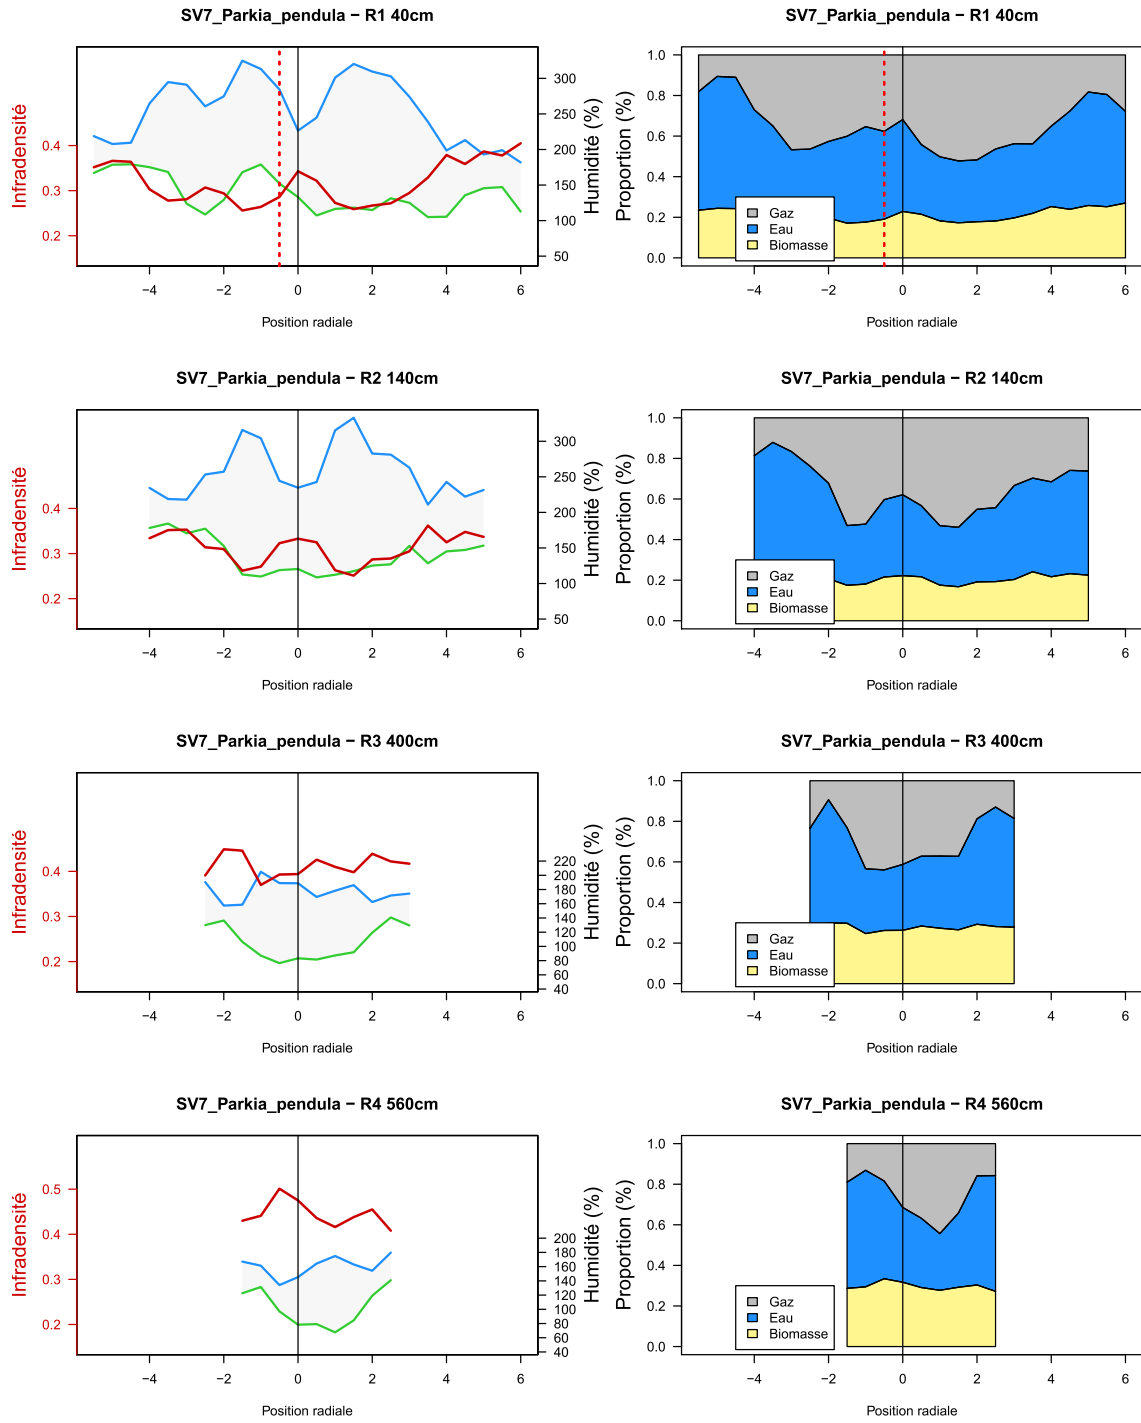 SV7_Parkia_pendula − R1 40cm
Infradensité
0.2
0.3
0.4
50
100
150
200
250
300
Humidité (%)
−4
−2
0
2
4
6
Position radiale
SV7_Parkia_pendula − R1 40cm
Proportion (%)
0.0
0.2
0.4
0.6
0.8
1.0
Gaz
Eau
Biomasse
−4
−2
0
2
4
6
Position radiale
SV7_Parkia_pendula − R2 140cm
Infradensité
0.2
0.3
0.4
50
100
150
200
250
300
Humidité (%)
−4
−2
0
2
4
6
Position radiale
SV7_Parkia_pendula − R2 140cm
Proportion (%)
0.0
0.2
0.4
0.6
0.8
1.0
Gaz
Eau
Biomasse
−4
−2
0
2
4
6
Position radiale
SV7_Parkia_pendula − R3 400cm
Infradensité
0.2
0.3
0.4
40
60
80
100
120
140
160
180
200
220
Humidité (%)
−4
−2
0
2
4
6
Position radiale
SV7_Parkia_pendula − R3 400cm
Proportion (%)
0.0
0.2
0.4
0.6
0.8
1.0
Gaz
Eau
Biomasse
−4
−2
0
2
4
6
Position radiale
SV7_Parkia_pendula − R4 560cm
Infradensité
0.2
0.3
0.4
0.5
40
60
80
100
120
140
160
180
200
Humidité (%)
−4
−2
0
2
4
6
Position radiale
SV7_Parkia_pendula − R4 560cm
Proportion (%)
0.0
0.2
0.4
0.6
0.8
1.0
Gaz
Eau
Biomasse
−4
−2
0
2
4
6
Position radiale